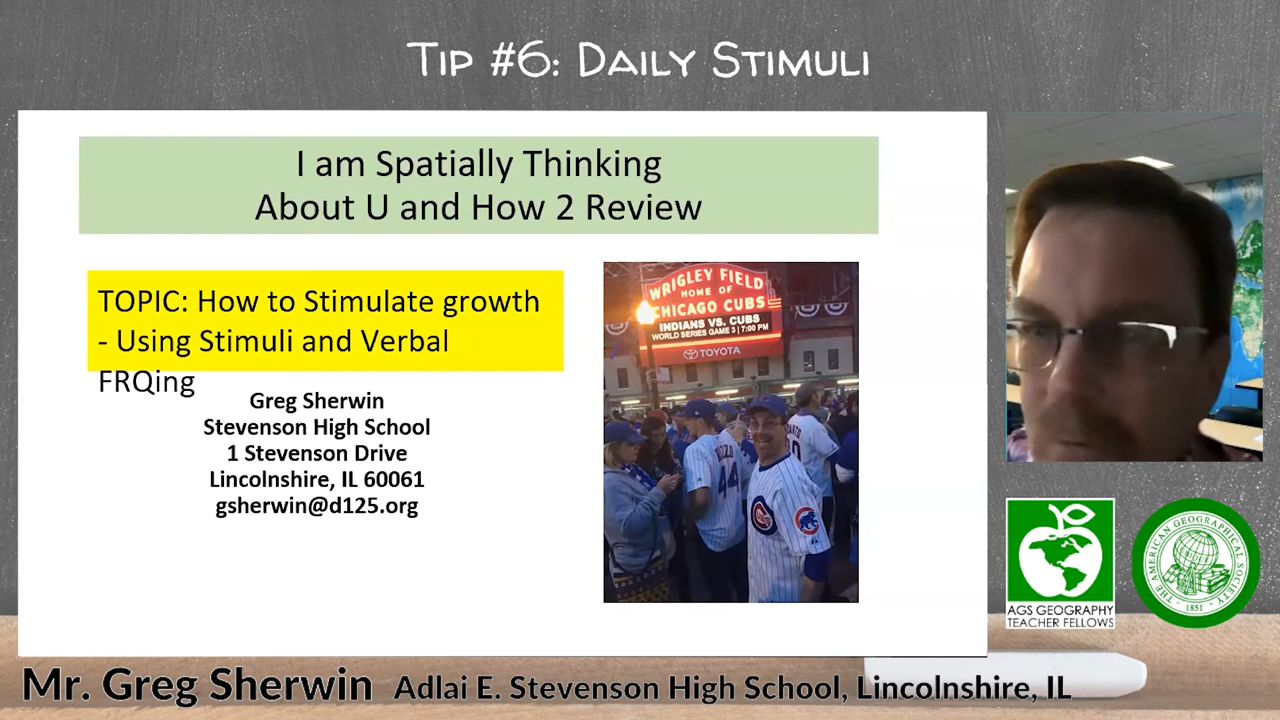 TIP #6: DAILY STIMULI
I am Spatially Thinking
About U and How 2 Review
TOPIC: How to Stimulate growth
- Using Stimuli and Verbal
FRQing
Greg Sherwin
Stevenson High School
1 Stevenson Drive
Lincolnshire, IL 60061
gsherwin@d125.org
WRIGLEY FIELD
HOME OF
CHICAGO CUBS
INDIANS VS. CUBS
WORLD SERIES GAME 3 | 7:00 PM
TOYOTA
44
AGS GEOGRAPHY
TEACHER FELLOWS
THE AMERICAN GEOGRAPHICAL SOCIETY
1851
Mr. Greg Sherwin Adlai E. Stevenson High School, Lincolnshire, IL